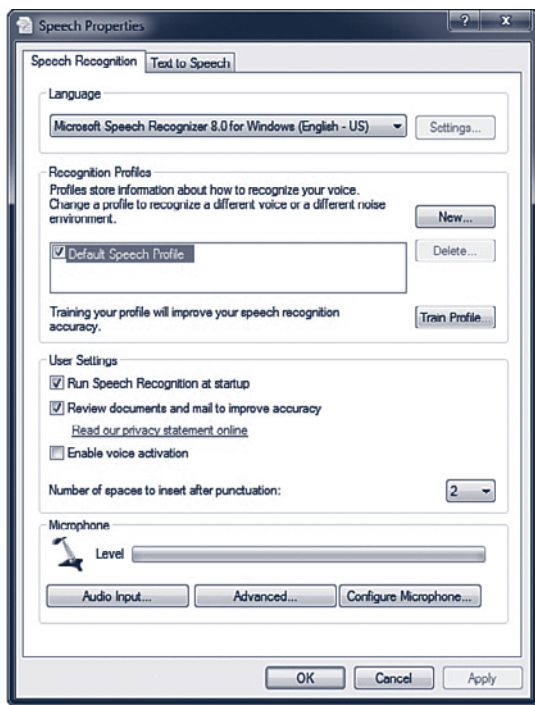 Speech Properties
? x
Speech Recognition Text to Speech
Language
Microsoft Speech Recognizer 8.0 for Windows (English - US) Settings...
Recognition Profiles
Profiles store information about how to recognize your voice.
Change a profile to recognize a different voice or a different noise
environment.
New...
Default Speech Profile
Delete...
Training your profile will improve your speech recognition
accuracy.
Train Profile...
User Settings
Run Speech Recognition at startup
Review documents and mail to improve accuracy
Read our privacy statement online
Enable voice activation
Number of spaces to insert after punctuation: 2
Microphone
Level
Audio Input... Advanced... Configure Microphone...
OK Cancel Apply